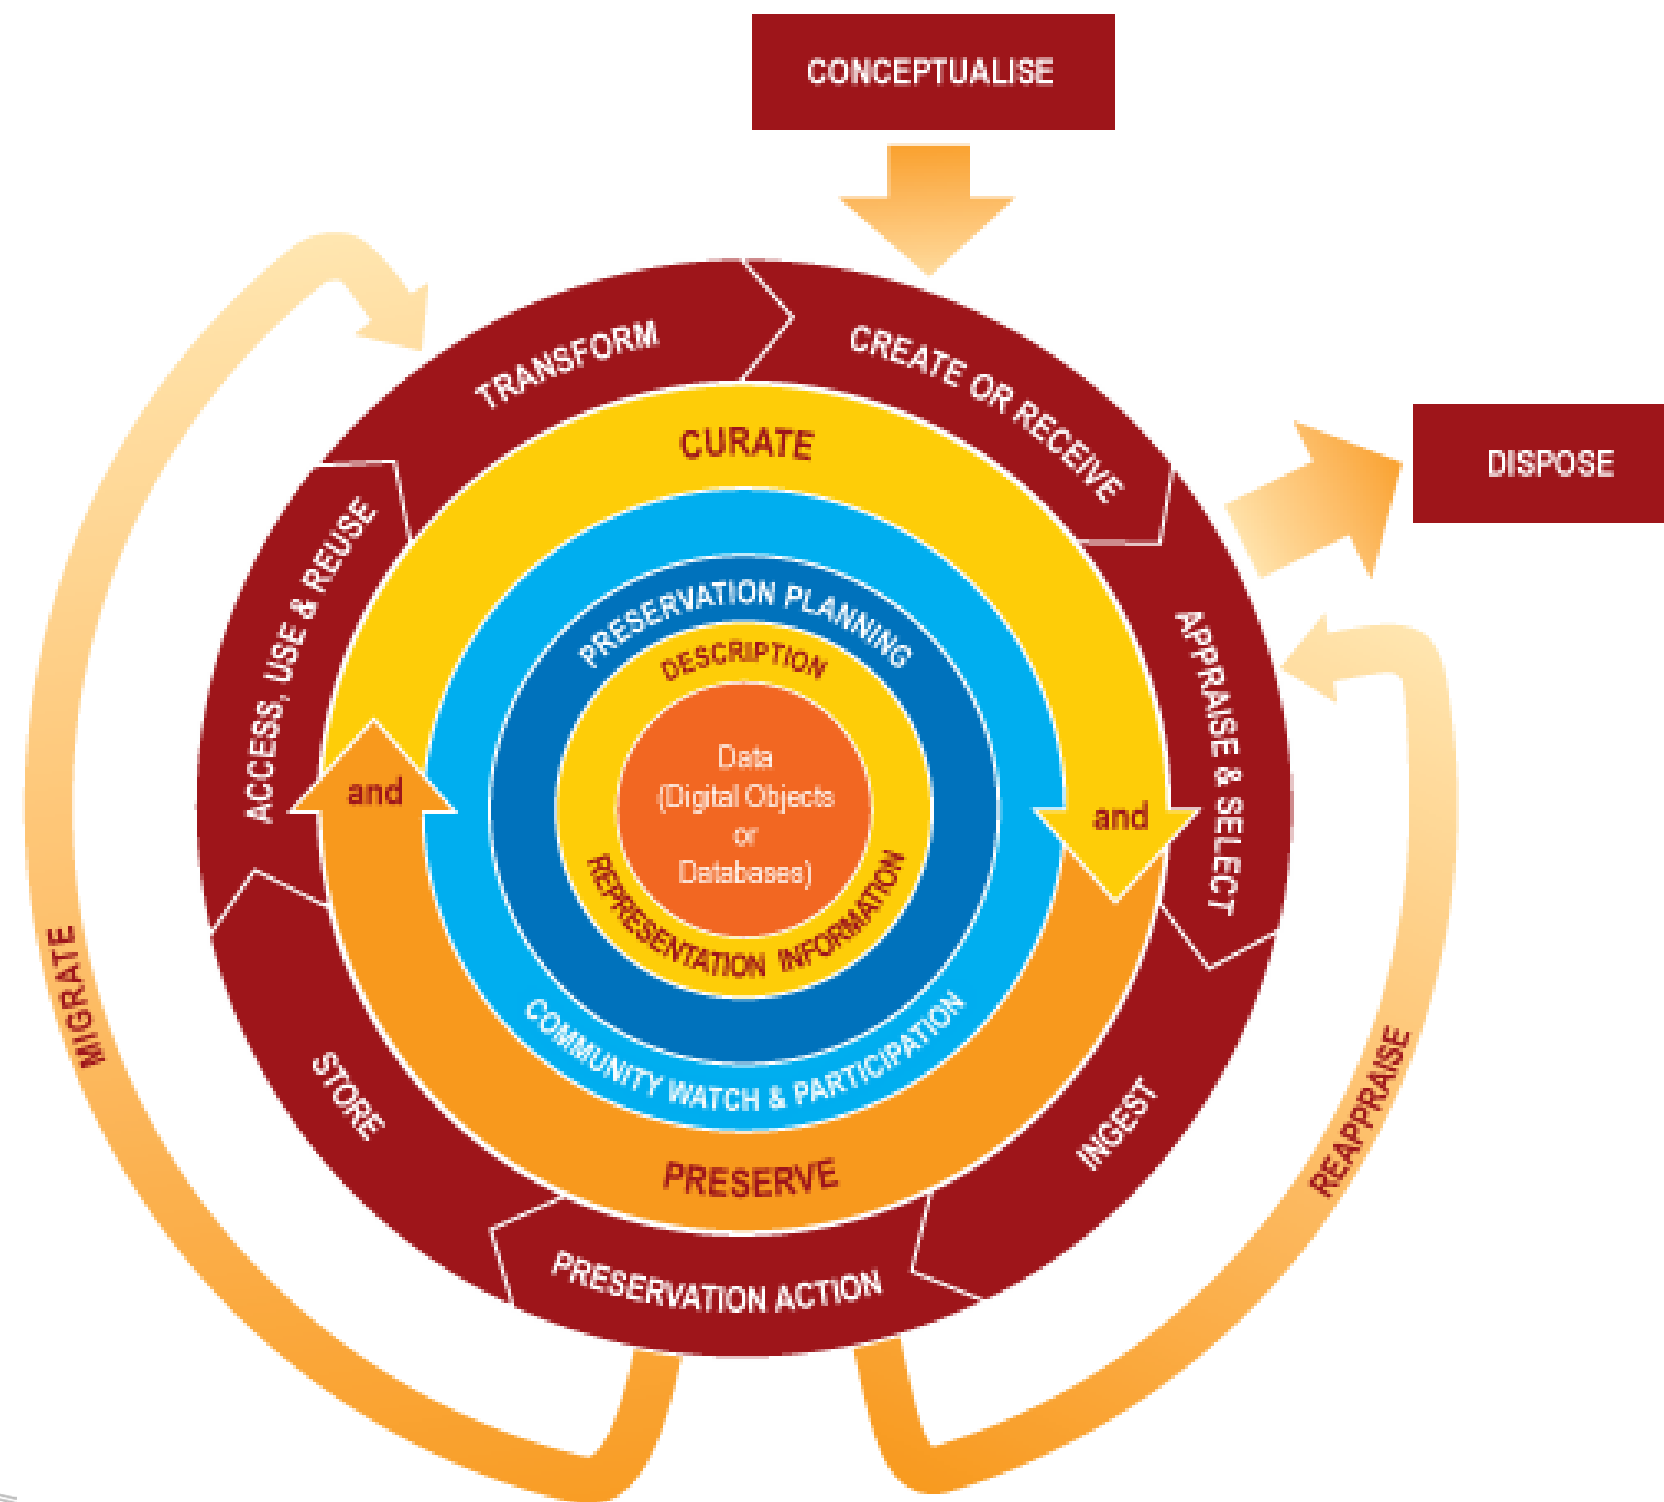 CONCEPTUALISE
DISPOSE
TRANSFORM
CREATE OR RECEIVE
APPRAISE & SELECT
INGEST
PRESERVATION ACTION
STORE
ACCESS, USE & REUSE
CURATE
and
PRESERVE
and
PRESERVATION PLANNING
COMMUNITY WATCH & PARTICIPATION
DESCRIPTION
REPRESENTATION INFORMATION
Data
(Digital Objects
or
Databases)
MIGRATE
REAPPRAISE